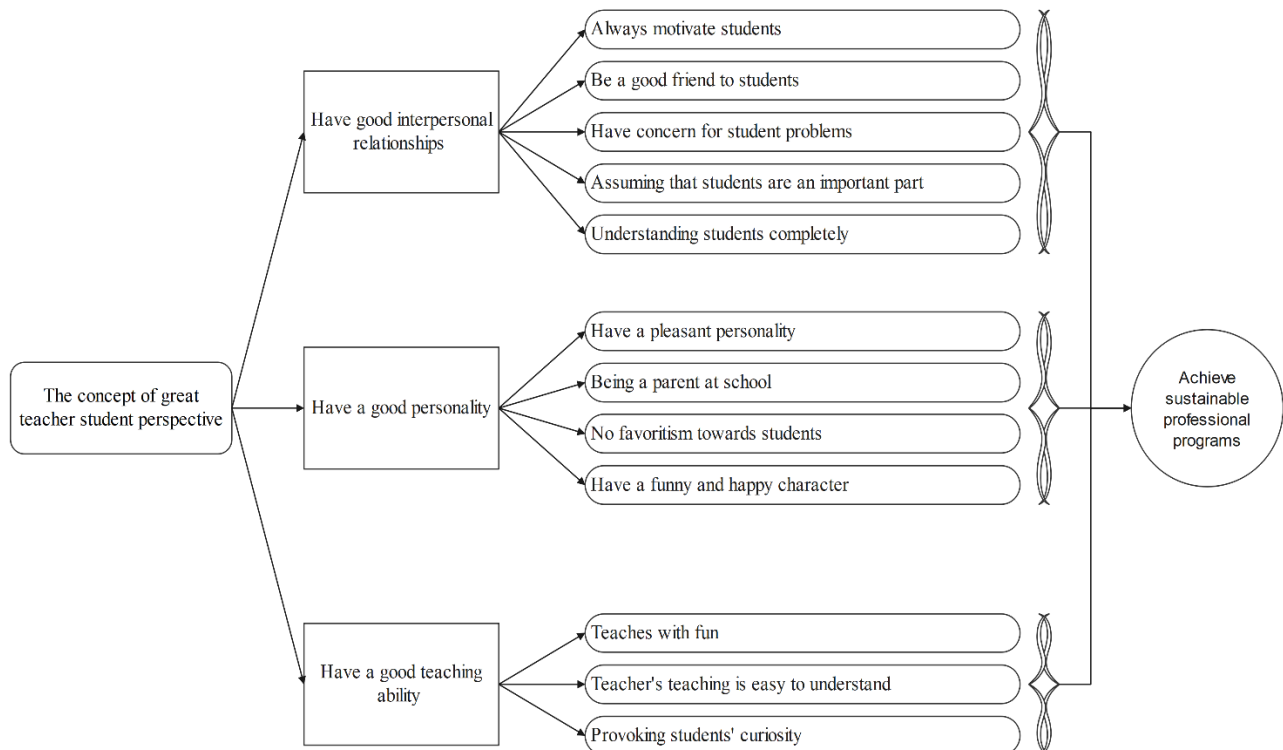 The concept of great
teacher student perspective
Have good interpersonal
relationships
Always motivate students
Be a good friend to students
Have concern for student problems
Assuming that students are an important part
Understanding students completely
Have a good personality
Have a pleasant personality
Being a parent at school
No favoritism towards students
Have a funny and happy character
Have a good teaching
ability
Teaches with fun
Teacher's teaching is easy to understand
Provoking students' curiosity
Achieve
sustainable
professional
programs